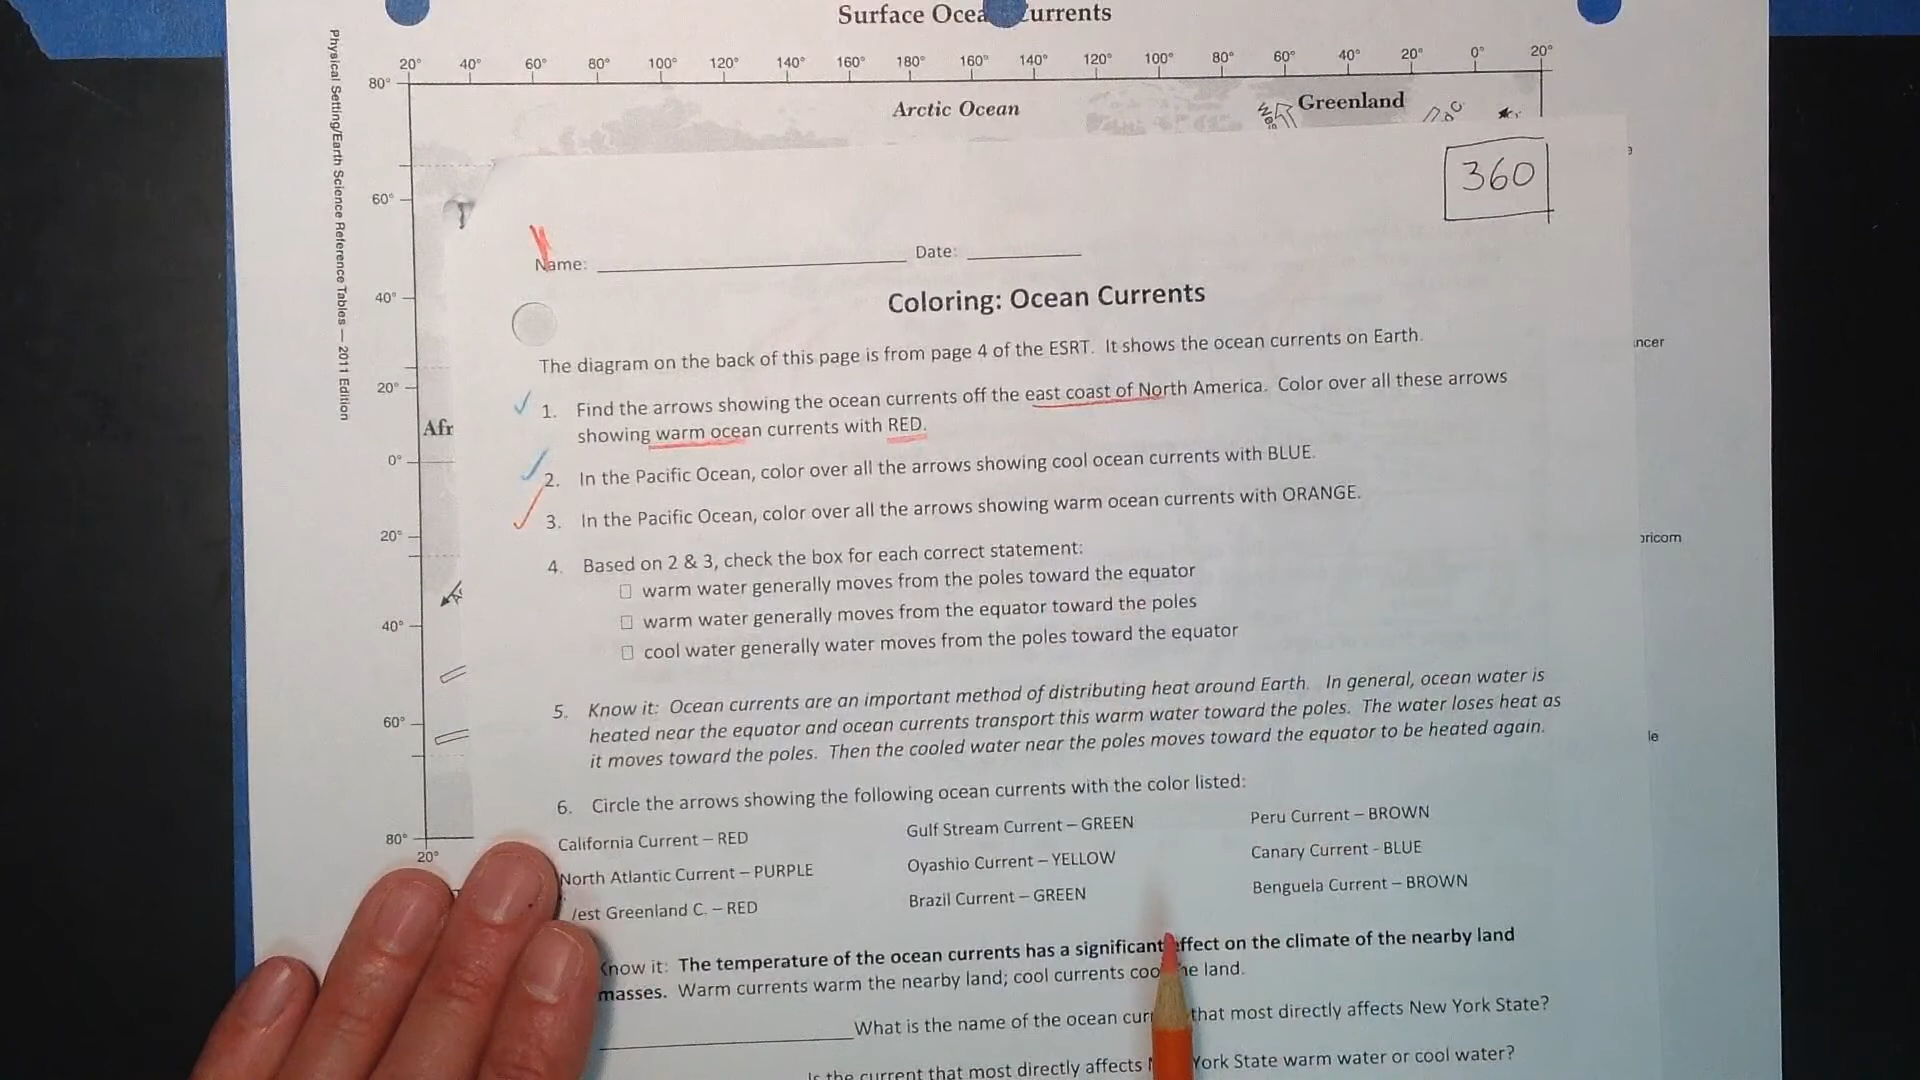 Surface Ocea Currents
20° 40° 60° 80° 100° 120° 140° 160° 180° 160° 140° 120° 100° 80° 60° 40° 20° 0° 20°
80°
Arctic Ocean
Greenland
360
60°
Physical Setting/Earth Science Reference Tables — 2011 Edition
Name: Date:
40°
Coloring: Ocean Currents
The diagram on the back of this page is from page 4 of the ESRT. It shows the ocean currents on Earth.
ncer
20°
1. Find the arrows showing the ocean currents off the east coast of North America. Color over all these arrows
showing warm ocean currents with RED.
Afr
0°
2. In the Pacific Ocean, color over all the arrows showing cool ocean currents with BLUE.
3. In the Pacific Ocean, color over all the arrows showing warm ocean currents with ORANGE.
20°
pricorn
4. Based on 2 & 3, check the box for each correct statement:
warm water generally moves from the poles toward the equator
warm water generally moves from the equator toward the poles
cool water generally water moves from the poles toward the equator
40°
5. Know it: Ocean currents are an important method of distributing heat around Earth. In general, ocean water is
heated near the equator and ocean currents transport this warm water toward the poles. The water loses heat as
it moves toward the poles. Then the cooled water near the poles moves toward the equator to be heated again.
60°
le
6. Circle the arrows showing the following ocean currents with the color listed:
California Current – RED Gulf Stream Current – GREEN Peru Current – BROWN
North Atlantic Current – PURPLE Oyashio Current – YELLOW Canary Current - BLUE
est Greenland C. – RED Brazil Current – GREEN Benguela Current – BROWN
80°
20°
Know it: The temperature of the ocean currents has a significant effect on the climate of the nearby land
masses. Warm currents warm the nearby land; cool currents coo he land.
What is the name of the ocean curr that most directly affects New York State?
Is the current that most directly affects York State warm water or cool water?